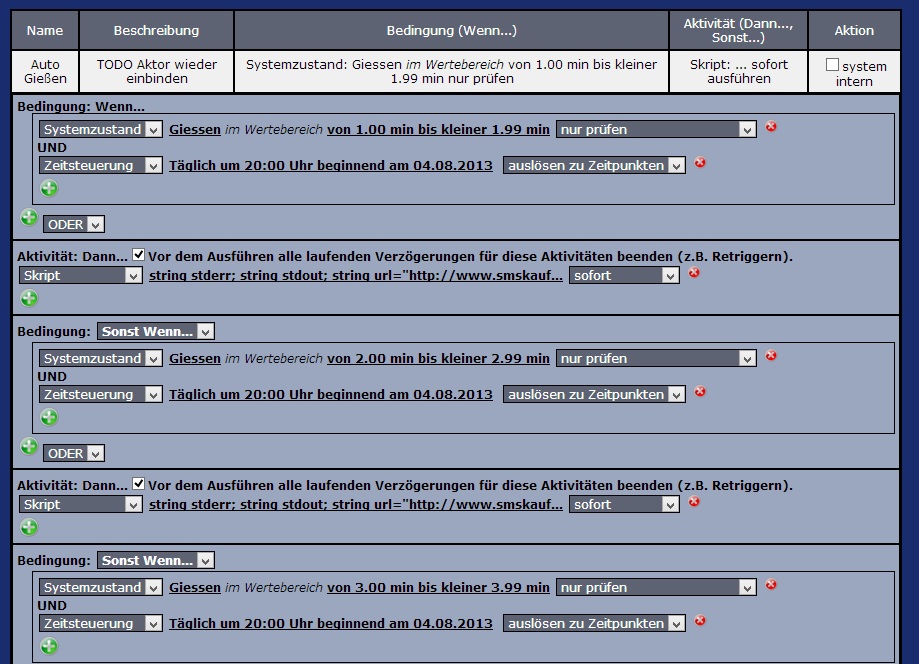 Name
Beschreibung
Bedingung (Wenn...)
Aktivität (Dann...,
Sonst...)
Aktion
Auto
Gießen
TODO Aktor wieder
einbinden
Systemzustand: Giessen im Wertebereich von 1.00 min bis kleiner
1.99 min nur prüfen
Skript: ... sofort
ausführen
system
intern
Bedingung: Wenn...
Systemzustand Giessen im Wertebereich von 1.00 min bis kleiner 1.99 min nur prüfen
UND
Zeitsteuerung Täglich um 20:00 Uhr beginnend am 04.08.2013 auslösen zu Zeitpunkten
ODER
Aktivität: Dann... Vor dem Ausführen alle laufenden Verzögerungen für diese Aktivitäten beenden (z.B. Retriggern).
Skript string stderr; string stdout; string url="http://www.smskauf... sofort
Bedingung: Sonst Wenn...
Systemzustand Giessen im Wertebereich von 2.00 min bis kleiner 2.99 min nur prüfen
UND
Zeitsteuerung Täglich um 20:00 Uhr beginnend am 04.08.2013 auslösen zu Zeitpunkten
ODER
Aktivität: Dann... Vor dem Ausführen alle laufenden Verzögerungen für diese Aktivitäten beenden (z.B. Retriggern).
Skript string stderr; string stdout; string url="http://www.smskauf... sofort
Bedingung: Sonst Wenn...
Systemzustand Giessen im Wertebereich von 3.00 min bis kleiner 3.99 min nur prüfen
UND
Zeitsteuerung Täglich um 20:00 Uhr beginnend am 04.08.2013 auslösen zu Zeitpunkten